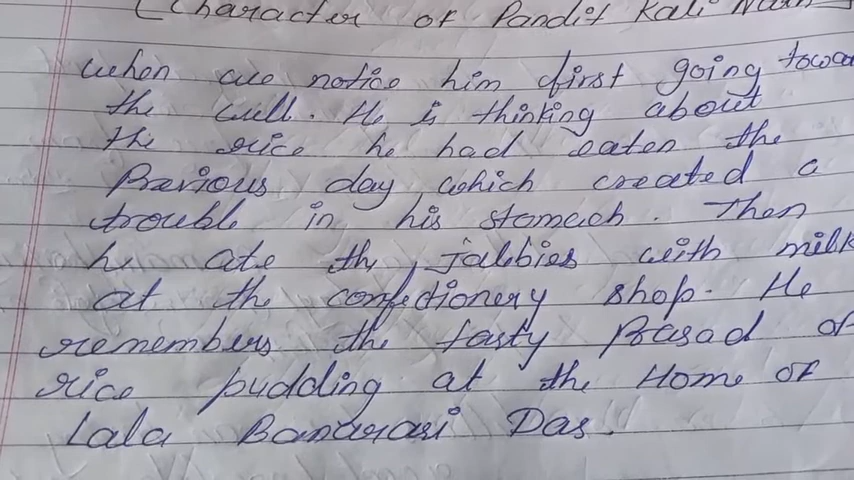 [Character of Pandit Kali Nath]
when we notice him first going towar
the well. He is thinking about
the rice he had eaten the
Previous day which created a
trouble in his stomach. Then
he ate the jalebies with milk
at the confectionery shop. He
remembers the tasty Prasad of
rice pudding at the Home OF
Lala Banarasi Das.